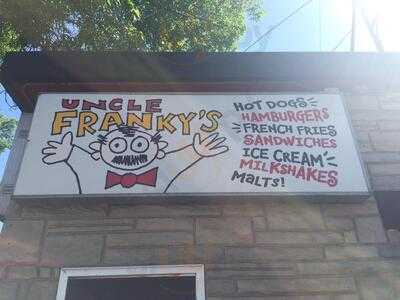 UNCLE
FRANKY'S
HOT DOGS
HAMBURGERS
FRENCH FRIES
SANDWICHES
ICE CREAM
MILKSHAKES
MALTS!